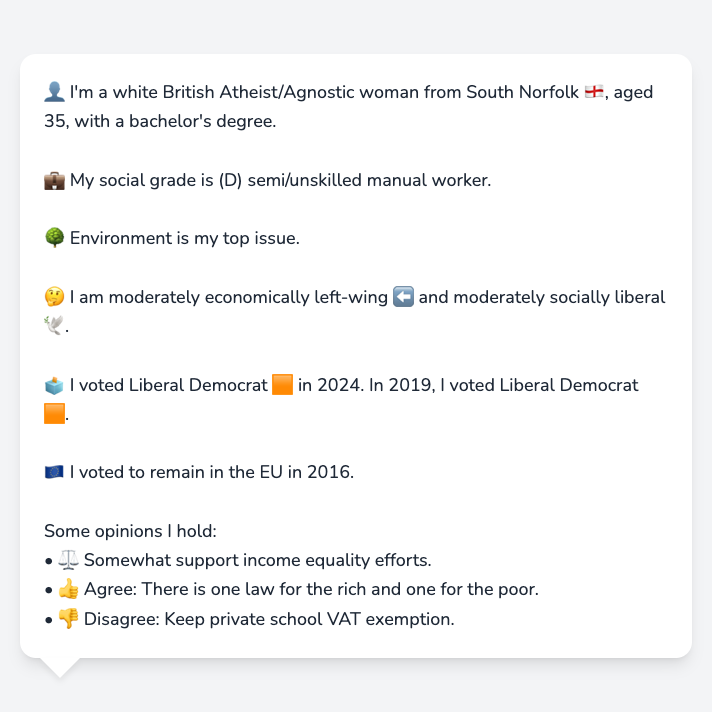 👤 I'm a white British Atheist/Agnostic woman from South Norfolk 🏴󠁧󠁢󠁥󠁮󠁧󠁿, aged
35, with a bachelor's degree.
💼 My social grade is (D) semi/unskilled manual worker.
🌳 Environment is my top issue.
🤔 I am moderately economically left-wing ⬅️ and moderately socially liberal
🕊️.
🗳️ I voted Liberal Democrat 🟧 in 2024. In 2019, I voted Liberal Democrat
🟧.
🇪🇺 I voted to remain in the EU in 2016.
Some opinions I hold:
• ⚖️ Somewhat support income equality efforts.
• 👍 Agree: There is one law for the rich and one for the poor.
• 👎 Disagree: Keep private school VAT exemption.